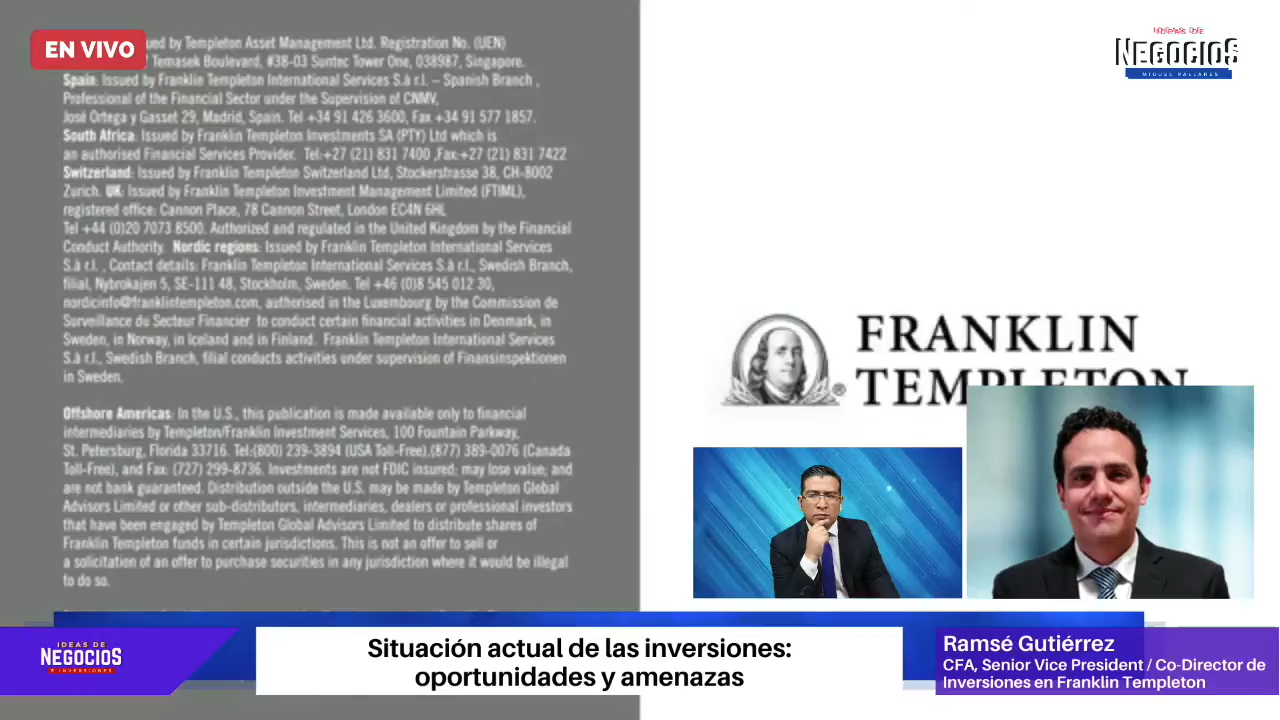 EN VIVO
ued by Templeton Asset Management Ltd. Registration No. (UEN)
Temasek Boulevard, #38-03 Suntec Tower One, 038987, Singapore.
Spain: Issued by Franklin Templeton International Services S.à r.l. – Spanish Branch ,
Professional of the Financial Sector under the Supervision of CNMV,
José Ortega y Gasset 29, Madrid, Spain. Tel +34 91 426 3600, Fax +34 91 577 1857.
South Africa: Issued by Franklin Templeton Investments SA (PTY) Ltd which is
an authorised Financial Services Provider. Tel:+27 (21) 831 7400 ,Fax:+27 (21) 831 7422
Switzerland: Issued by Franklin Templeton Switzerland Ltd, Stockerstrasse 38, CH-8002
Zurich. UK: Issued by Franklin Templeton Investment Management Limited (FTIML),
registered office: Cannon Place, 78 Cannon Street, London EC4N 6HL
Tel +44 (0)20 7073 8500. Authorized and regulated in the United Kingdom by the Financial
Conduct Authority. Nordic regions: Issued by Franklin Templeton International Services
S.à r.l. , Contact details: Franklin Templeton International Services S.à r.l., Swedish Branch,
filial, Nybrokajen 5, SE-111 48, Stockholm, Sweden. Tel +46 (0)8 545 012 30,
nordicinfo@franklintempleton.com, authorised in the Luxembourg by the Commission de
Surveillance du Secteur Financier to conduct certain financial activities in Denmark, in
Sweden, in Norway, in Iceland and in Finland. Franklin Templeton International Services
S.à r.l., Swedish Branch, filial conducts activities under supervision of Finansinspektionen
in Sweden.
Offshore Americas: In the U.S., this publication is made available only to financial
intermediaries by Templeton/Franklin Investment Services, 100 Fountain Parkway,
St. Petersburg, Florida 33716. Tel:(800) 239-3894 (USA Toll-Free),(877) 389-0076 (Canada
Toll-Free), and Fax: (727) 299-8736. Investments are not FDIC insured; may lose value; and
are not bank guaranteed. Distribution outside the U.S. may be made by Templeton Global
Advisors Limited or other sub-distributors, intermediaries, dealers or professional investors
that have been engaged by Templeton Global Advisors Limited to distribute shares of
Franklin Templeton funds in certain jurisdictions. This is not an offer to sell or
a solicitation of an offer to purchase securities in any jurisdiction where it would be illegal
to do so.
NEGOCIOS
MIGUEL PALLARES
FRANKLIN
TEMPLETON
IDEAS DE
NEGOCIOS
E INVERSIONES
Situación actual de las inversiones:
oportunidades y amenazas
Ramsé Gutiérrez
CFA, Senior Vice President / Co-Director de
Inversiones en Franklin Templeton